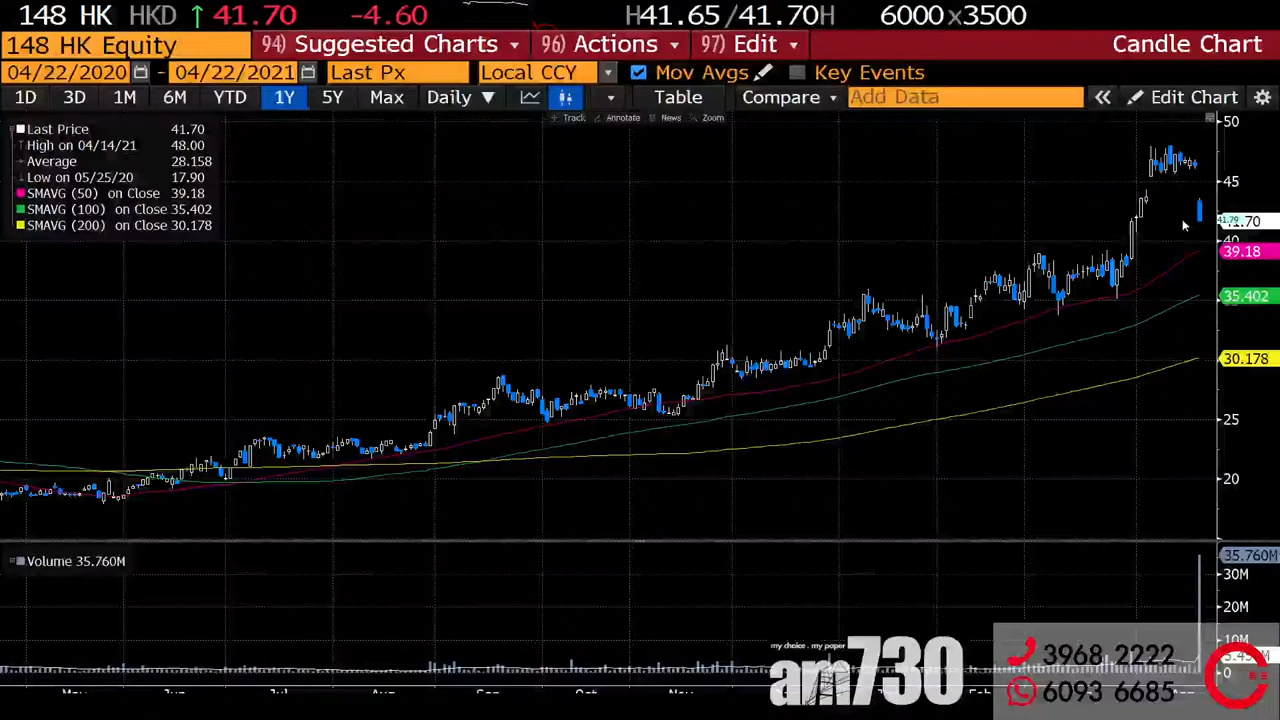 148 HK HKD ↑ 41.70 -4.60 H41.65/41.70H 6000x3500
148 HK Equity 94) Suggested Charts 96) Actions 97) Edit Candle Chart
04/22/2020 - 04/22/2021 Last Px Local CCY Mov Avgs Key Events
1D 3D 1M 6M YTD 1Y 5Y Max Daily Table Compare Add Data Edit Chart
Track Annotate News Zoom
Last Price 41.70
High on 04/14/21 48.00
Average 28.158
Low on 05/25/20 17.90
SMAVG (50) on Close 39.18
SMAVG (100) on Close 35.402
SMAVG (200) on Close 30.178
50
45
41.70
40
39.18
35.402
30.178
25
20
Volume 35.760M
35.760M
30M
20M
10M
0
my choice . my paper
am730
3968 2222
6093 6685